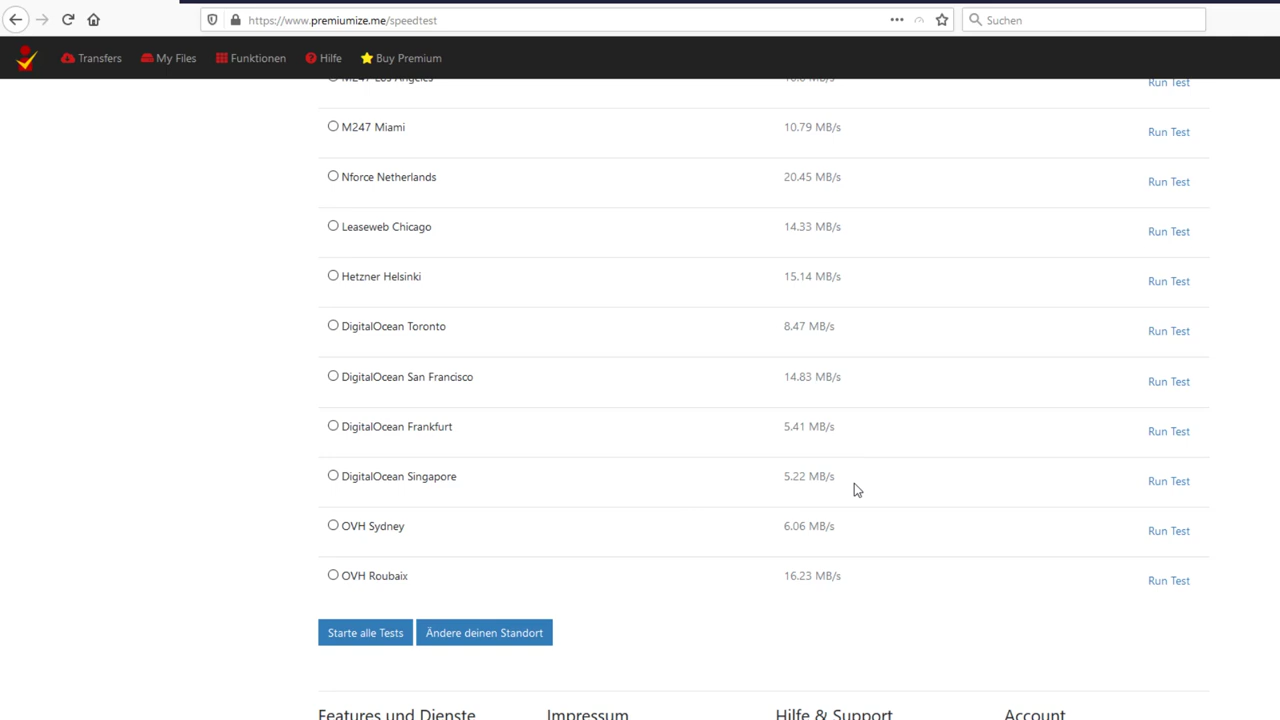 https://www.premiumize.me/speedtest
Suchen
Transfers My Files Funktionen Hilfe Buy Premium
M247 Los Angeles Run Test
M247 Miami 10.79 MB/s Run Test
Nforce Netherlands 20.45 MB/s Run Test
Leaseweb Chicago 14.33 MB/s Run Test
Hetzner Helsinki 15.14 MB/s Run Test
DigitalOcean Toronto 8.47 MB/s Run Test
DigitalOcean San Francisco 14.83 MB/s Run Test
DigitalOcean Frankfurt 5.41 MB/s Run Test
DigitalOcean Singapore 5.22 MB/s Run Test
OVH Sydney 6.06 MB/s Run Test
OVH Roubaix 16.23 MB/s Run Test
Starte alle Tests Ändere deinen Standort
Features und Dienste Impressum Hilfe & Support Account